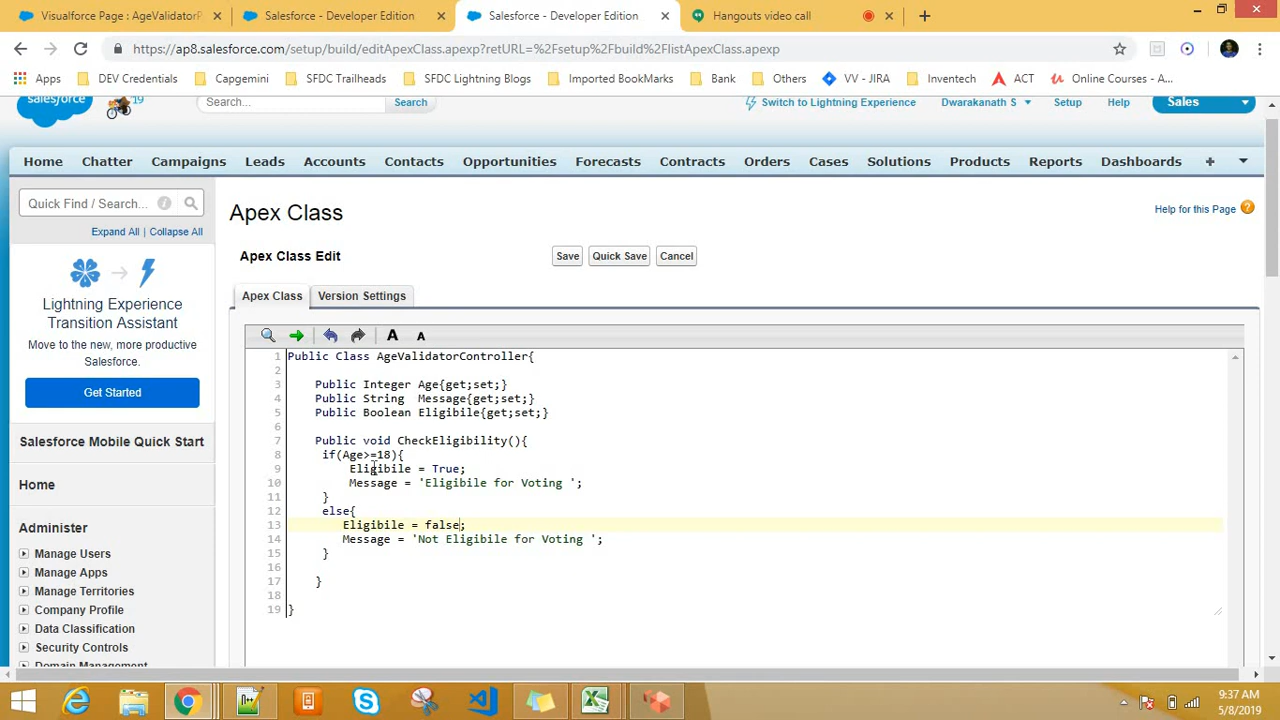 Visualforce Page : AgeValidatorP
Salesforce - Developer Edition
Salesforce - Developer Edition
Hangouts video call
https://ap8.salesforce.com/setup/build/editApexClass.apexp?retURL=%2Fsetup%2Fbuild%2FlistApexClass.apexp
Apps
DEV Credentials
Capgemini
SFDC Trailheads
SFDC Lightning Blogs
Imported BookMarks
Bank
Others
VV - JIRA
Inventech
ACT
Online Courses - A...
salesforce
19
Search...
Search
Switch to Lightning Experience
Dwarakanath S
Setup
Help
Sales
Home Chatter Campaigns Leads Accounts Contacts Opportunities Forecasts Contracts Orders Cases Solutions Products Reports Dashboards +
Quick Find / Search...
Expand All | Collapse All
Lightning Experience
Transition Assistant
Move to the new, more productive
Salesforce.
Get Started
Salesforce Mobile Quick Start
Home
Administer
Manage Users
Manage Apps
Manage Territories
Company Profile
Data Classification
Security Controls
Domain Management
Apex Class
Help for this Page
Apex Class Edit
Save
Quick Save
Cancel
Apex Class
Version Settings
A A
1 Public Class AgeValidatorController{
2
3 Public Integer Age{get;set;}
4 Public String Message{get;set;}
5 Public Boolean Eligibile{get;set;}
6
7 Public void CheckEligibility(){
8 if(Age>=18){
9 Eligibile = True;
10 Message = 'Eligibile for Voting ';
11 }
12 else{
13 Eligibile = false;
14 Message = 'Not Eligibile for Voting ';
15 }
16
17 }
18
19 }
9:37 AM
5/8/2019